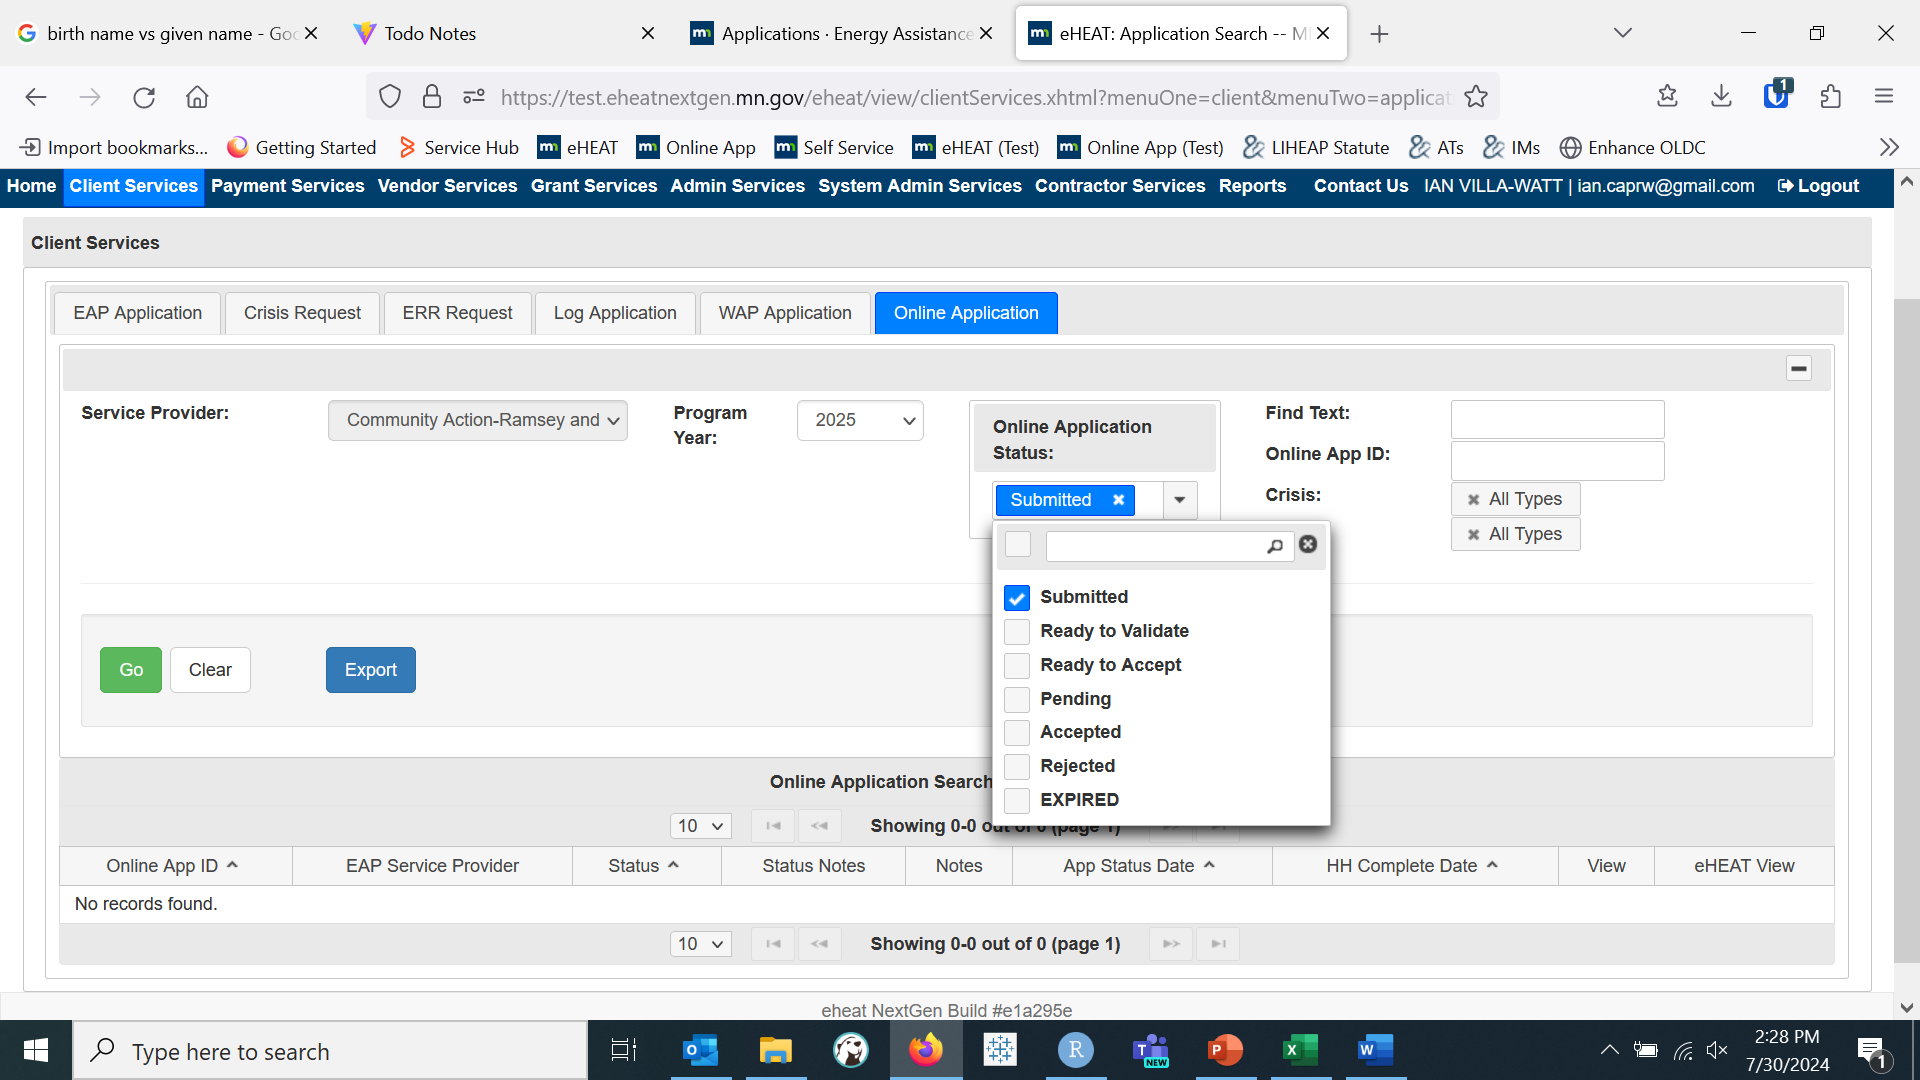 birth name vs given name - Goo
Todo Notes
Applications · Energy Assistance
eHEAT: Application Search -- M
https://test.eheatnextgen.mn.gov/eheat/view/clientServices.xhtml?menuOne=client&menuTwo=applicat
1
Import bookmarks...
Getting Started
Service Hub
eHEAT
Online App
Self Service
eHEAT (Test)
Online App (Test)
LIHEAP Statute
ATs
IMs
Enhance OLDC
Home
Client Services
Payment Services
Vendor Services
Grant Services
Admin Services
System Admin Services
Contractor Services
Reports
Contact Us
IAN VILLA-WATT | ian.caprw@gmail.com
Logout
Client Services
EAP Application
Crisis Request
ERR Request
Log Application
WAP Application
Online Application
Service Provider:
Community Action-Ramsey and
Program
Year:
2025
Online Application
Status:
Submitted
Find Text:
Online App ID:
Crisis:
All Types
All Types
Submitted
Ready to Validate
Ready to Accept
Pending
Accepted
Rejected
EXPIRED
Go
Clear
Export
Online Application Search
10
Showing 0-0 out of 0 (page 1)
Online App ID
EAP Service Provider
Status
Status Notes
Notes
App Status Date
HH Complete Date
View
eHEAT View
No records found.
10
Showing 0-0 out of 0 (page 1)
eheat NextGen Build #e1a295e
Type here to search
NEW
2:28 PM
7/30/2024
1